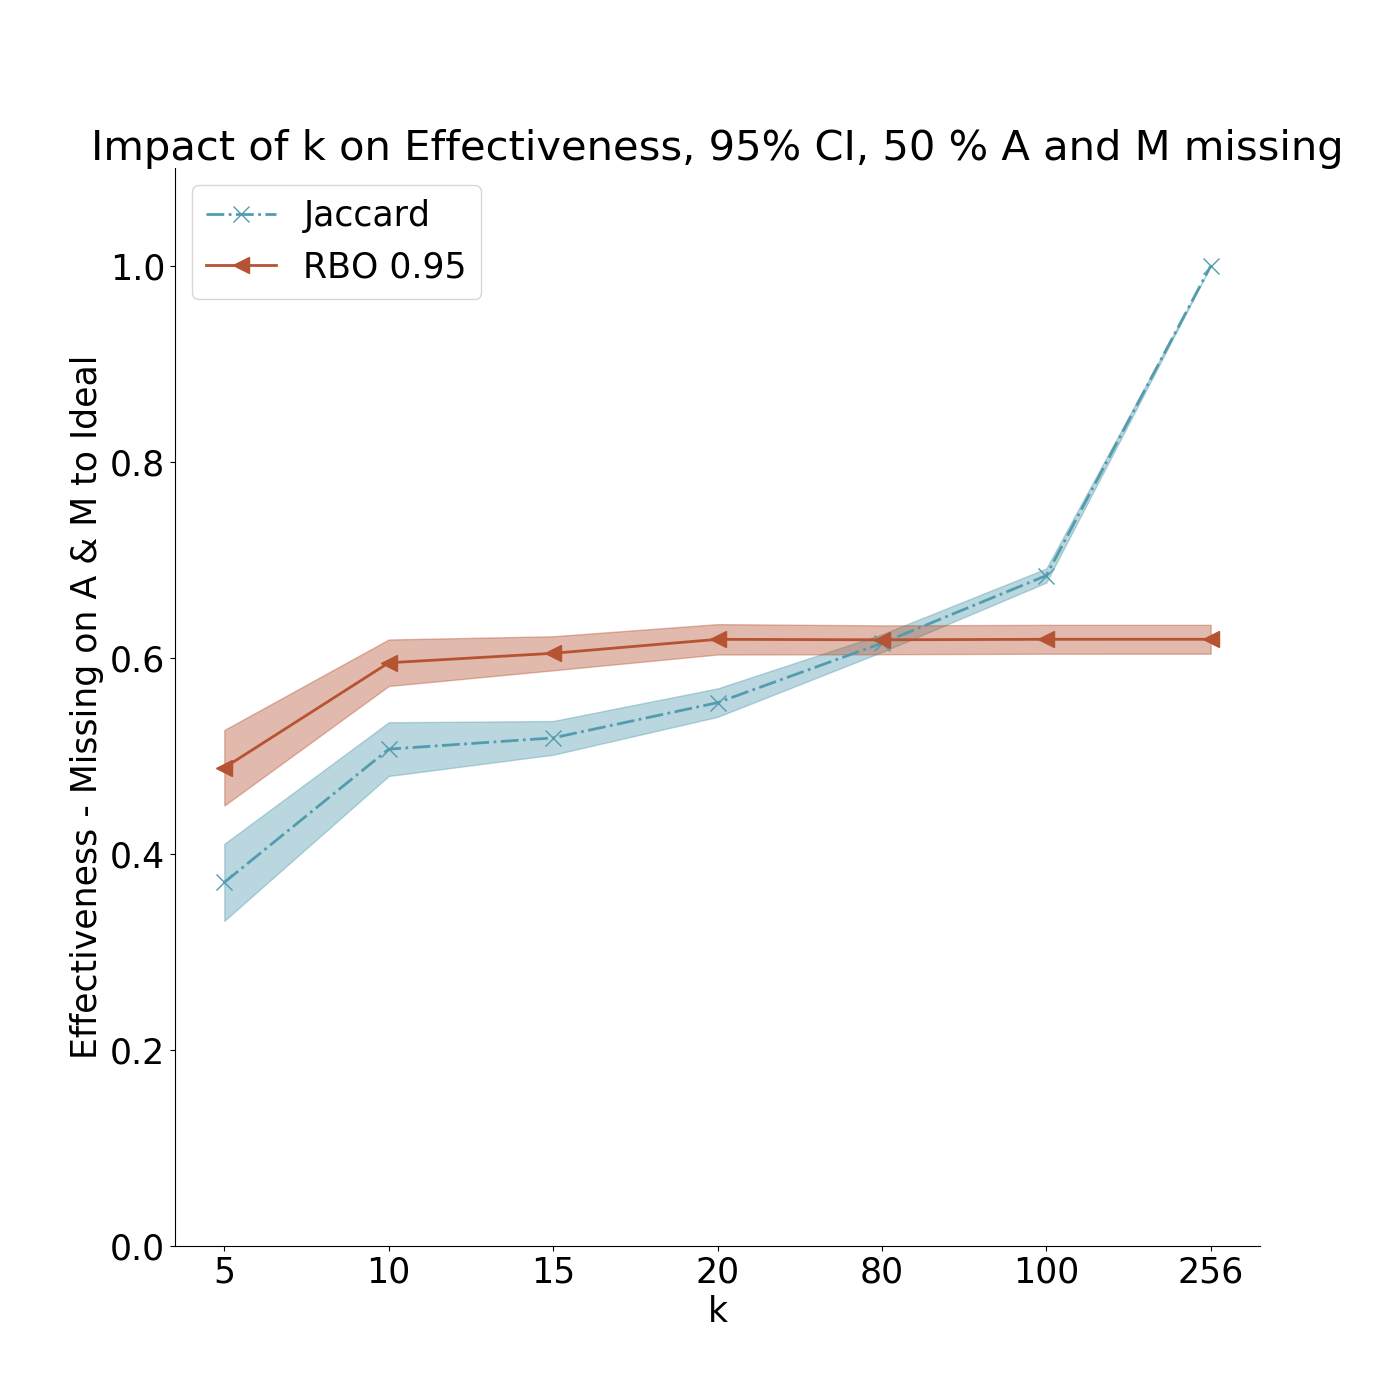 Impact of k on Effectiveness, 95% CI, 50 % A and M missing
Jaccard
RBO 0.95
Effectiveness - Missing on A & M to Ideal
1.0
0.8
0.6
0.4
0.2
0.0
5 10 15 20 80 100 256
k